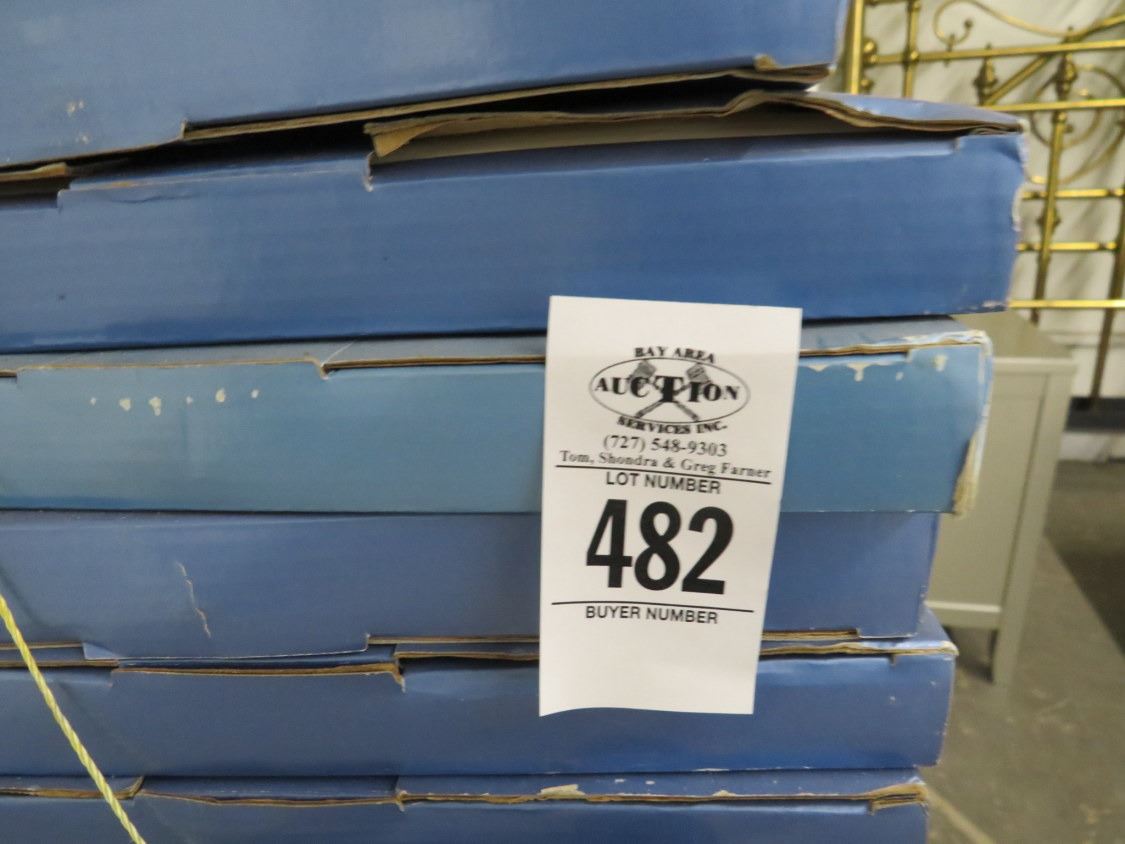 BAY AREA
AUCTION
SERVICES INC.
(727) 548-9303
Tom, Shondra & Greg Farner
LOT NUMBER
482
BUYER NUMBER